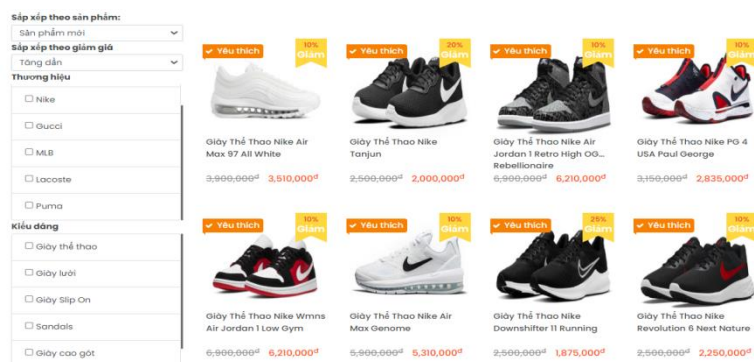 Sắp xếp theo sản phẩm:
Sản phẩm mới
Sắp xếp theo giảm giá
Tăng dần
Thương hiệu
Nike
Gucci
MLB
Lacoste
Puma
Kiểu dáng
Giày thể thao
Giày lười
Giày Slip On
Sandals
Giày cao gót
Yêu thích
10%
Giảm
Giày Thể Thao Nike Air
Max 97 All White
3,900,000đ 3,510,000đ
Yêu thích
20%
Giảm
Giày Thể Thao Nike
Tanjun
2,500,000đ 2,000,000đ
Yêu thích
10%
Giảm
Giày Thể Thao Nike Air
Jordan 1 Retro High OG...
Rebellionaire
6,900,000đ 6,210,000đ
Yêu thích
10%
Giảm
Giày Thể Thao Nike PG 4
USA Paul George
3,150,000đ 2,835,000đ
Yêu thích
10%
Giảm
Giày Thể Thao Nike Wmns
Air Jordan 1 Low Gym
6,900,000đ 6,210,000đ
Yêu thích
10%
Giảm
Giày Thể Thao Nike Air
Max Genome
5,900,000đ 5,310,000đ
Yêu thích
25%
Giảm
Giày Thể Thao Nike
Downshifter 11 Running
2,500,000đ 1,875,000đ
Yêu thích
10%
Giảm
Giày Thể Thao Nike
Revolution 6 Next Nature
2,500,000đ 2,250,000đ